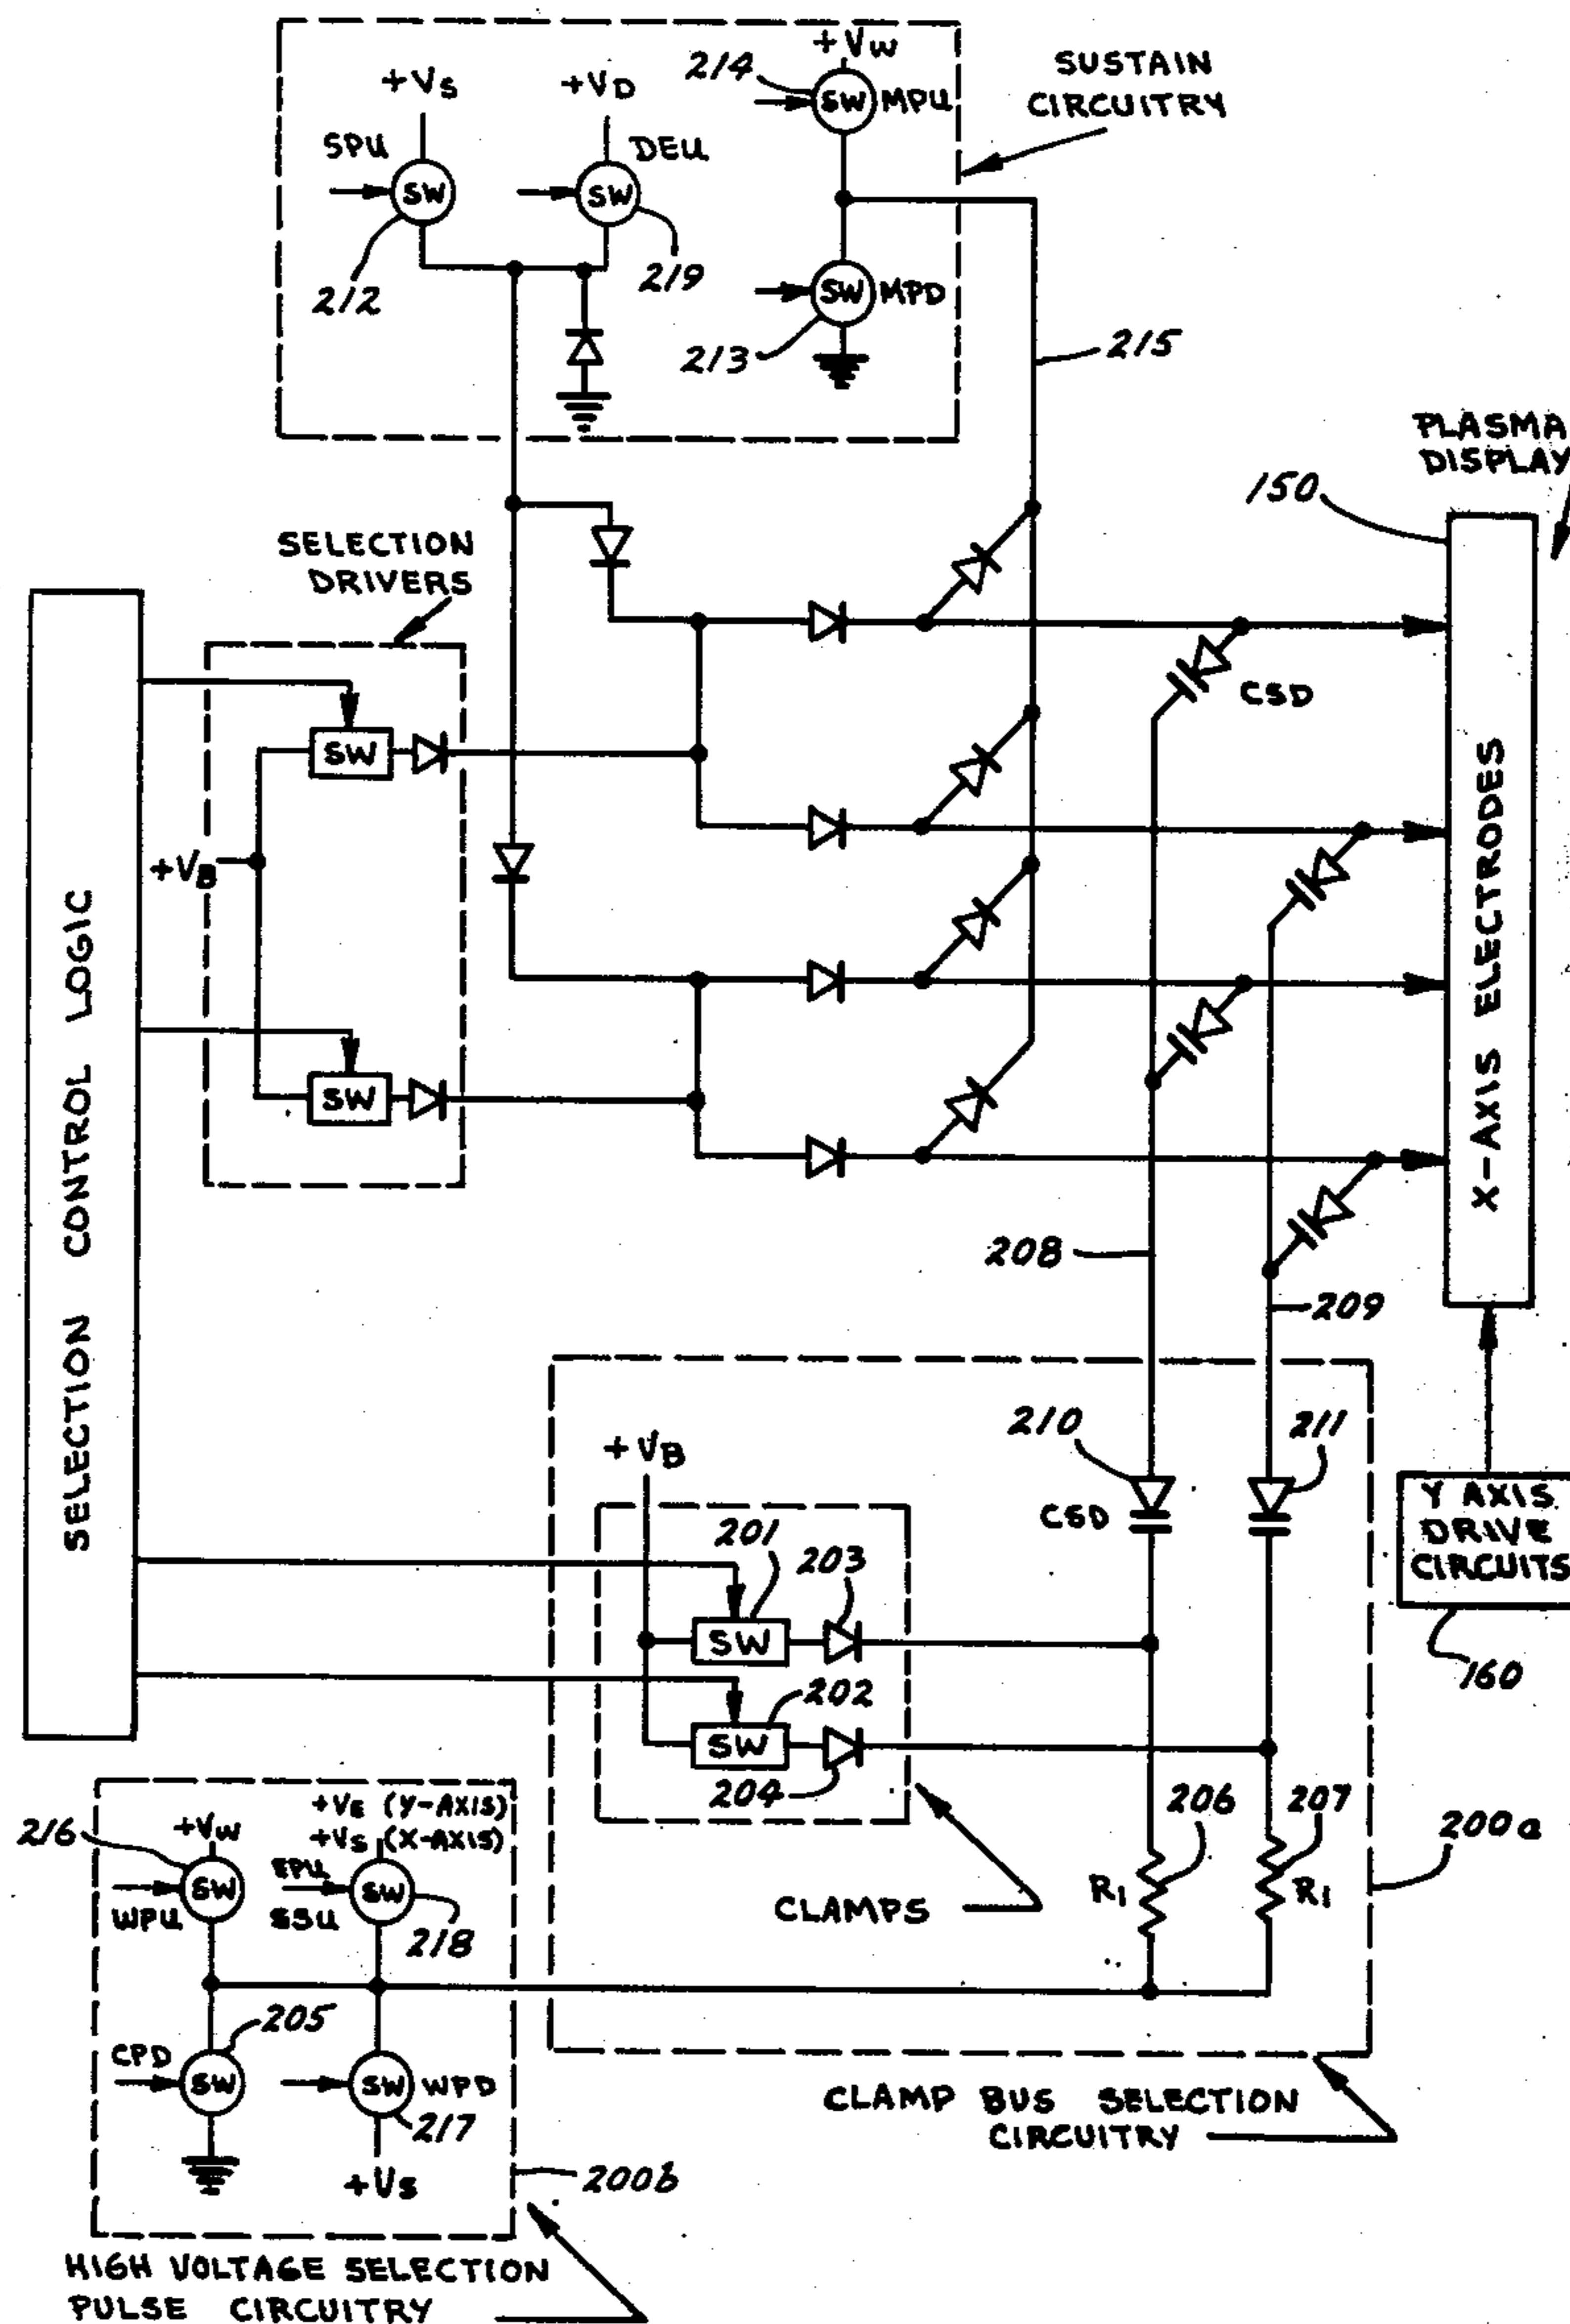 +Vw
214
SW
MPU
SUSTAIN
CIRCUITRY
+Vs
+VD
SPU
DEU
SW
SW
212
219
SW
MPD
213
215
PLASMA
DISPLAY
150
SELECTION
DRIVERS
CSD
SW
+VB
SELECTION CONTROL LOGIC
X-AXIS ELECTRODES
SW
208
209
210
211
+VB
CSD
Y AXIS
DRIVE
CIRCUITS
201
203
SW
202
160
SW
204
+VE (Y-AXIS)
+Vs (X-AXIS)
216
+Vw
206
207
200a
EPU
SW
SW
WPU
SSU
218
R1
R1
CLAMPS
205
CPD
SW
SW
WPD
217
CLAMP BUS SELECTION
CIRCUITRY
+Vs
200b
HIGH VOLTAGE SELECTION
PULSE CIRCUITRY